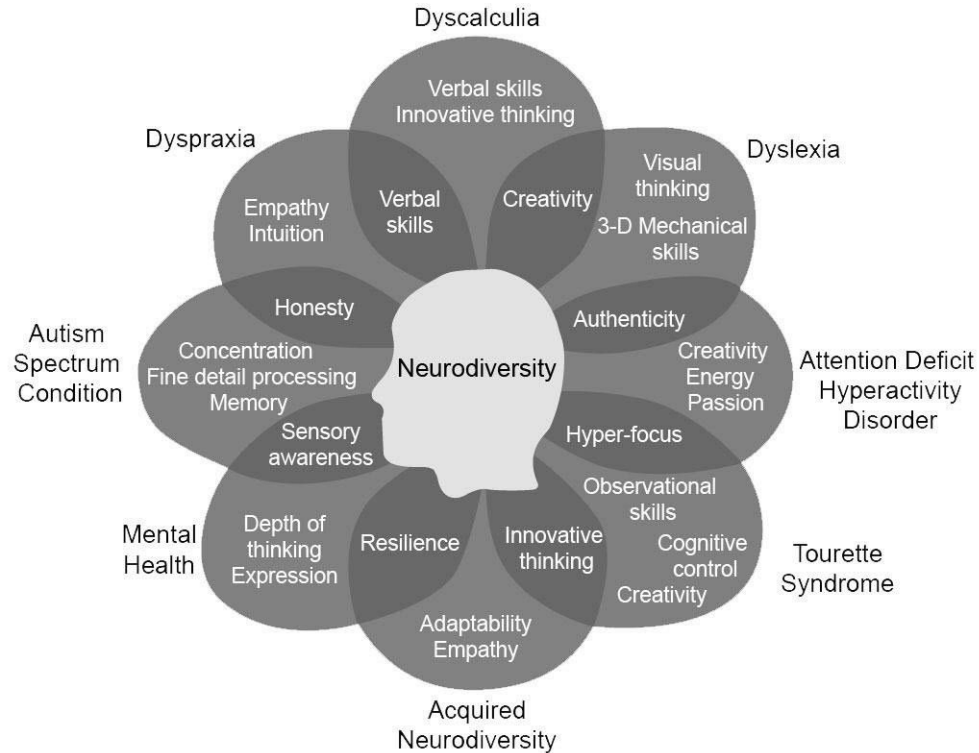 Dyscalculia
Verbal skills
Innovative thinking
Dyspraxia
Dyslexia
Visual
thinking
3-D Mechanical
skills
Empathy
Intuition
Verbal
skills
Creativity
Honesty
Authenticity
Autism
Spectrum
Condition
Concentration
Fine detail processing
Memory
Neurodiversity
Creativity
Energy
Passion
Attention Deficit
Hyperactivity
Disorder
Sensory
awareness
Hyper-focus
Mental
Health
Depth of
thinking
Expression
Resilience
Innovative
thinking
Observational
skills
Cognitive
control
Creativity
Tourette
Syndrome
Adaptability
Empathy
Acquired
Neurodiversity